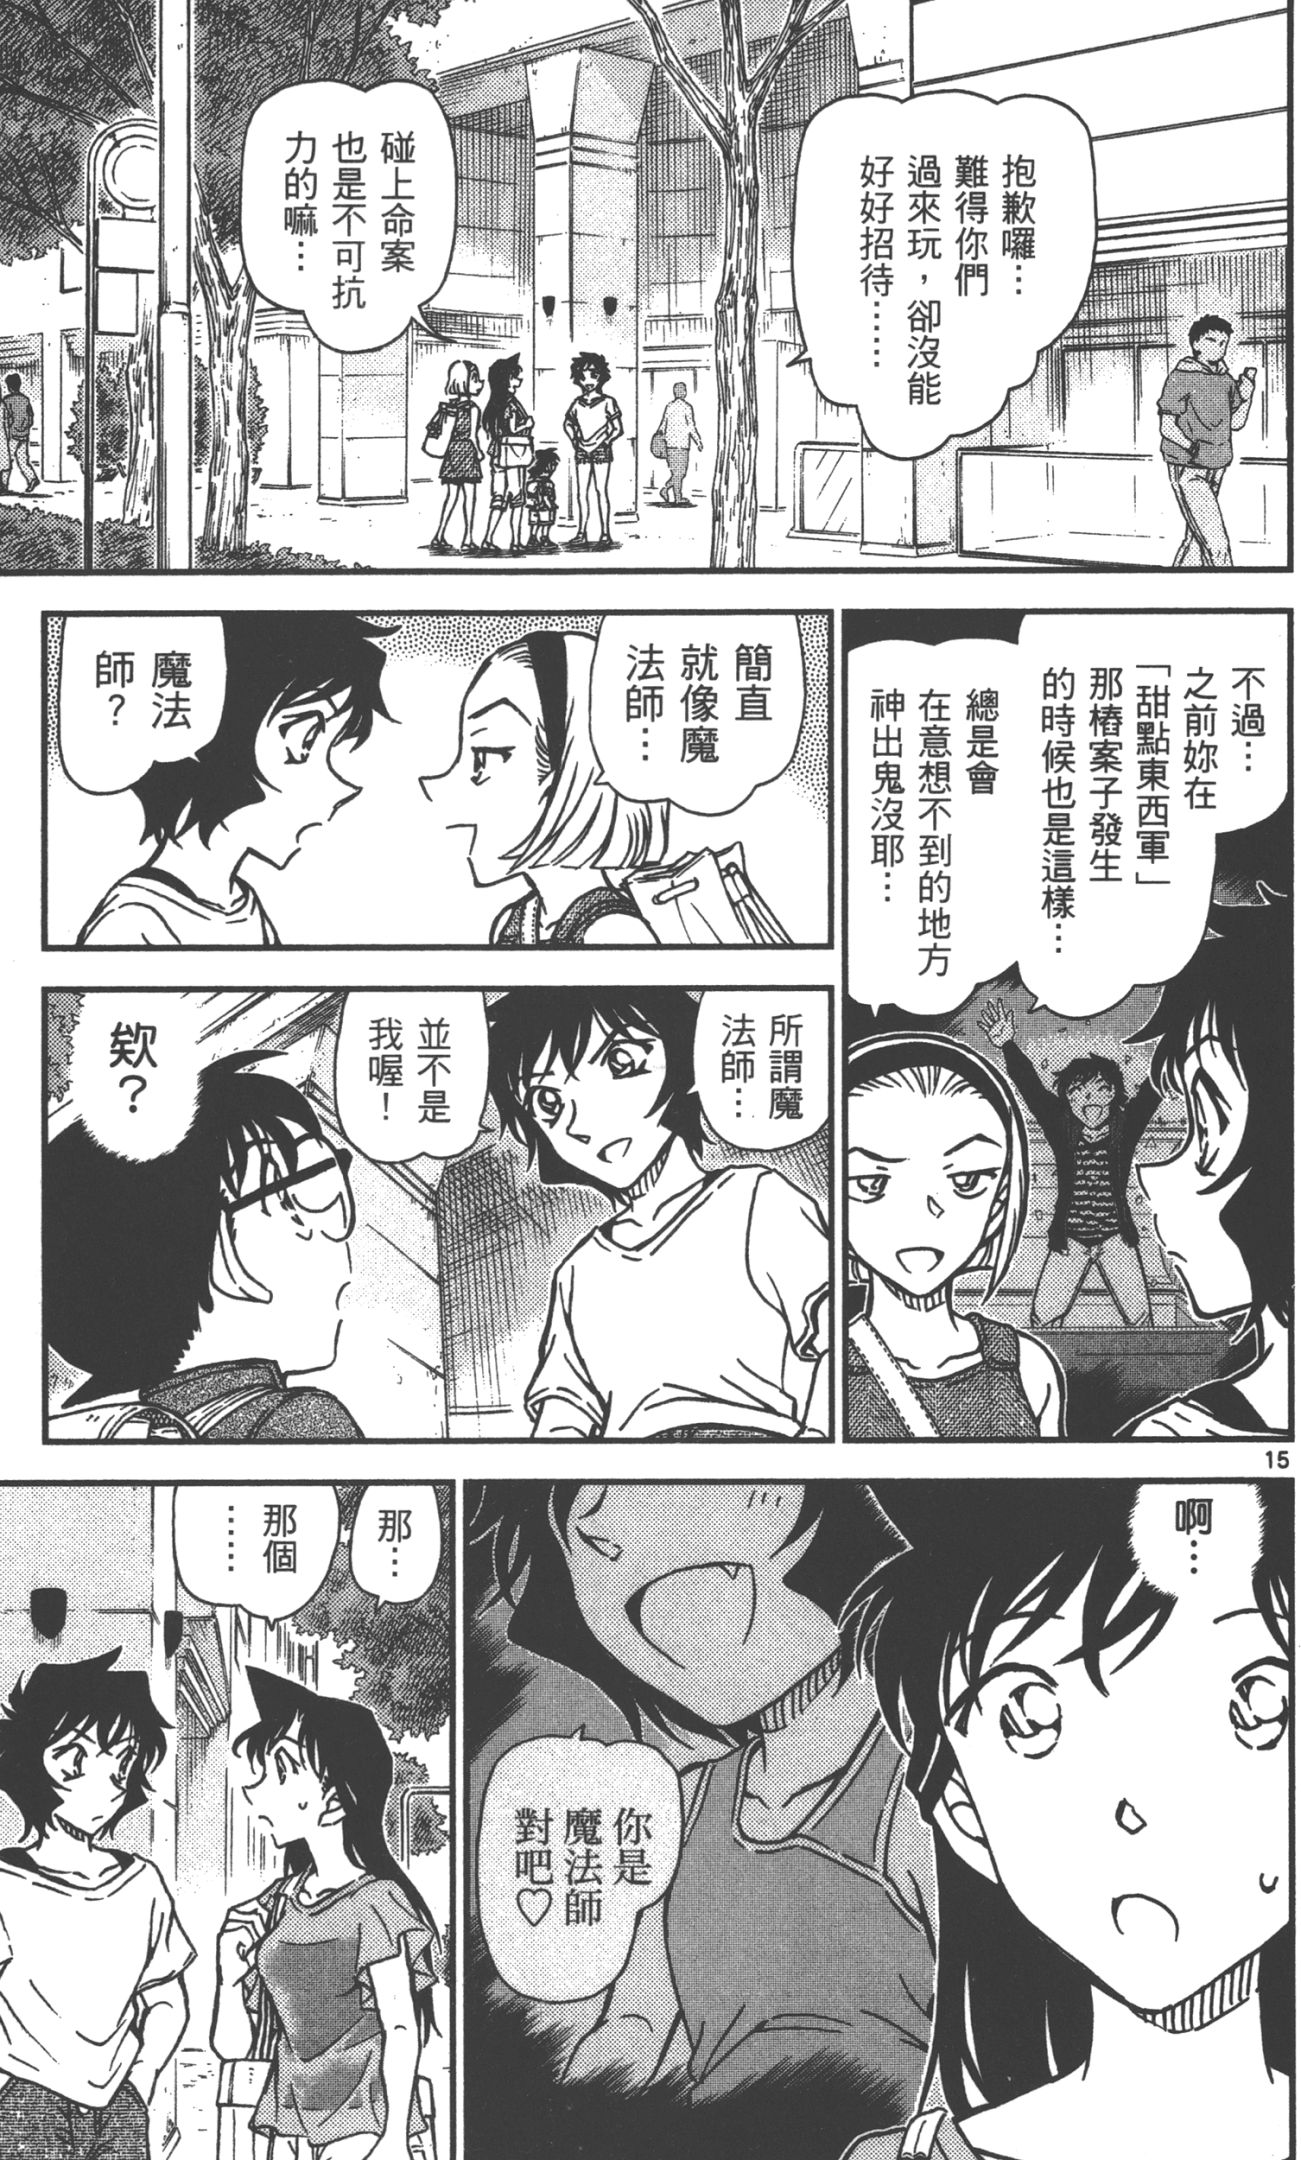 抱歉囉…
難得你們
過來玩，卻沒能
好好招待……
碰上命案
也是不可抗
力的嘛…
不過…
之前妳在
「甜點東西軍」
那樁案子發生
的時候也是這樣…
總是會
在意想不到的地方
神出鬼沒耶…
簡直
就像魔
法師…
魔法
師？
所謂魔
法師…
並不是
我喔！
欸？
15
啊…
你是
魔法師
對吧♡
那…
那個
……